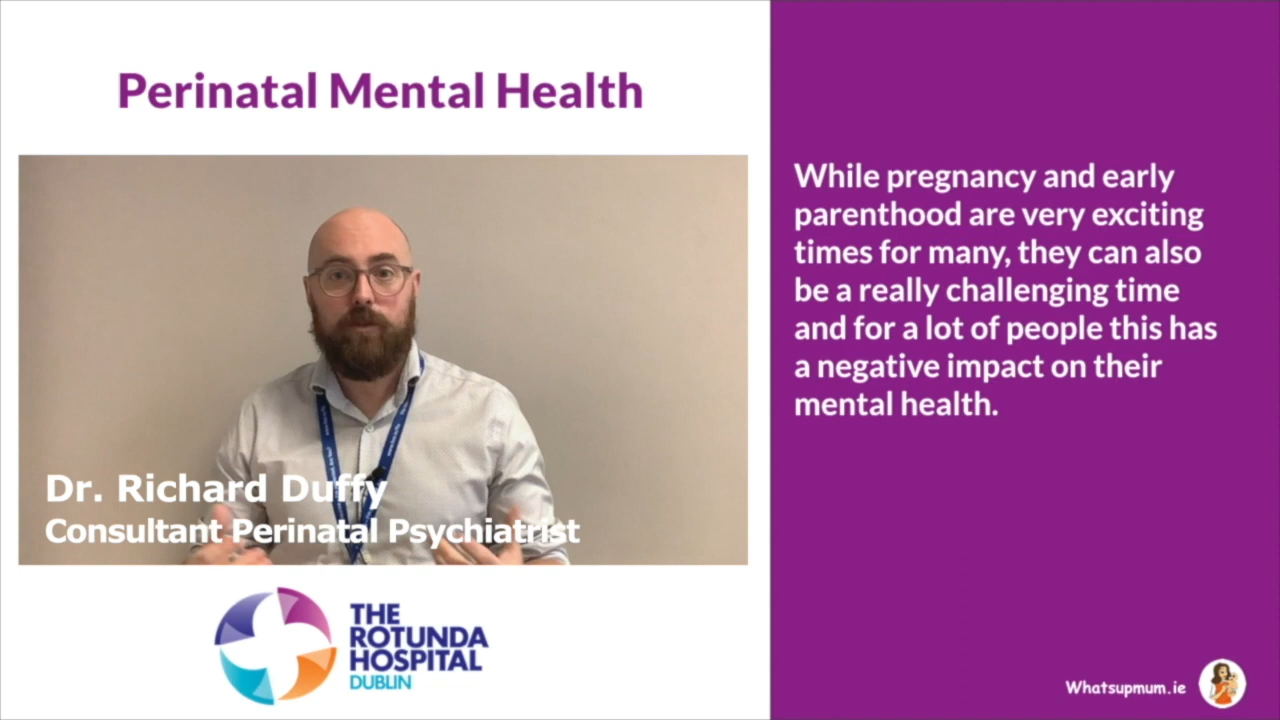 Perinatal Mental Health
Dr. Richard Duffy
Consultant Perinatal Psychiatrist
THE
ROTUNDA
HOSPITAL
DUBLIN
While pregnancy and early
parenthood are very exciting
times for many, they can also
be a really challenging time
and for a lot of people this has
a negative impact on their
mental health.
Whatsupmum.ie